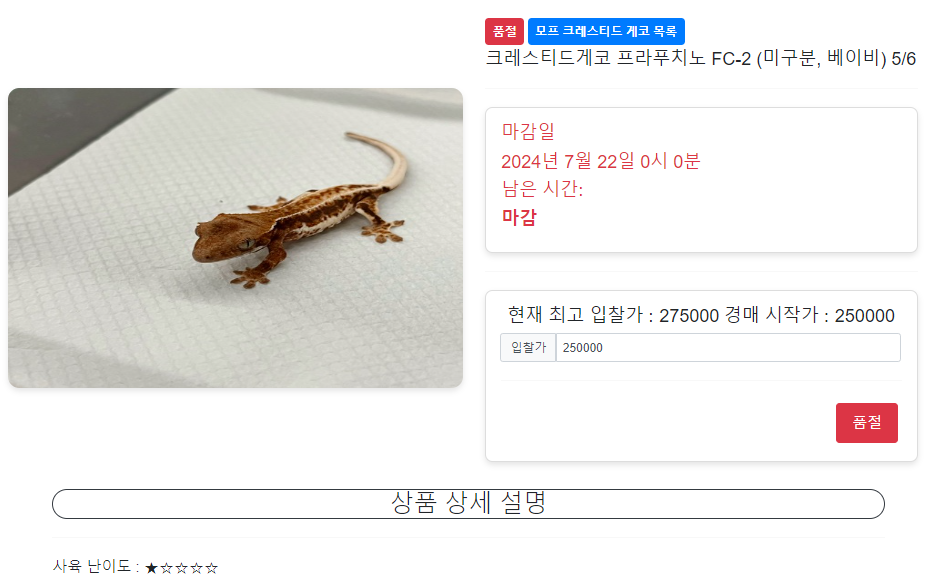 품절 모프 크레스티드 게코 목록
크레스티드게코 프라푸치노 FC-2 (미구분, 베이비) 5/6
마감일
2024년 7월 22일 0시 0분
남은 시간:
마감
현재 최고 입찰가 : 275000 경매 시작가 : 250000
입찰가 250000
품절
상품 상세 설명
사육 난이도 : ★☆☆☆☆